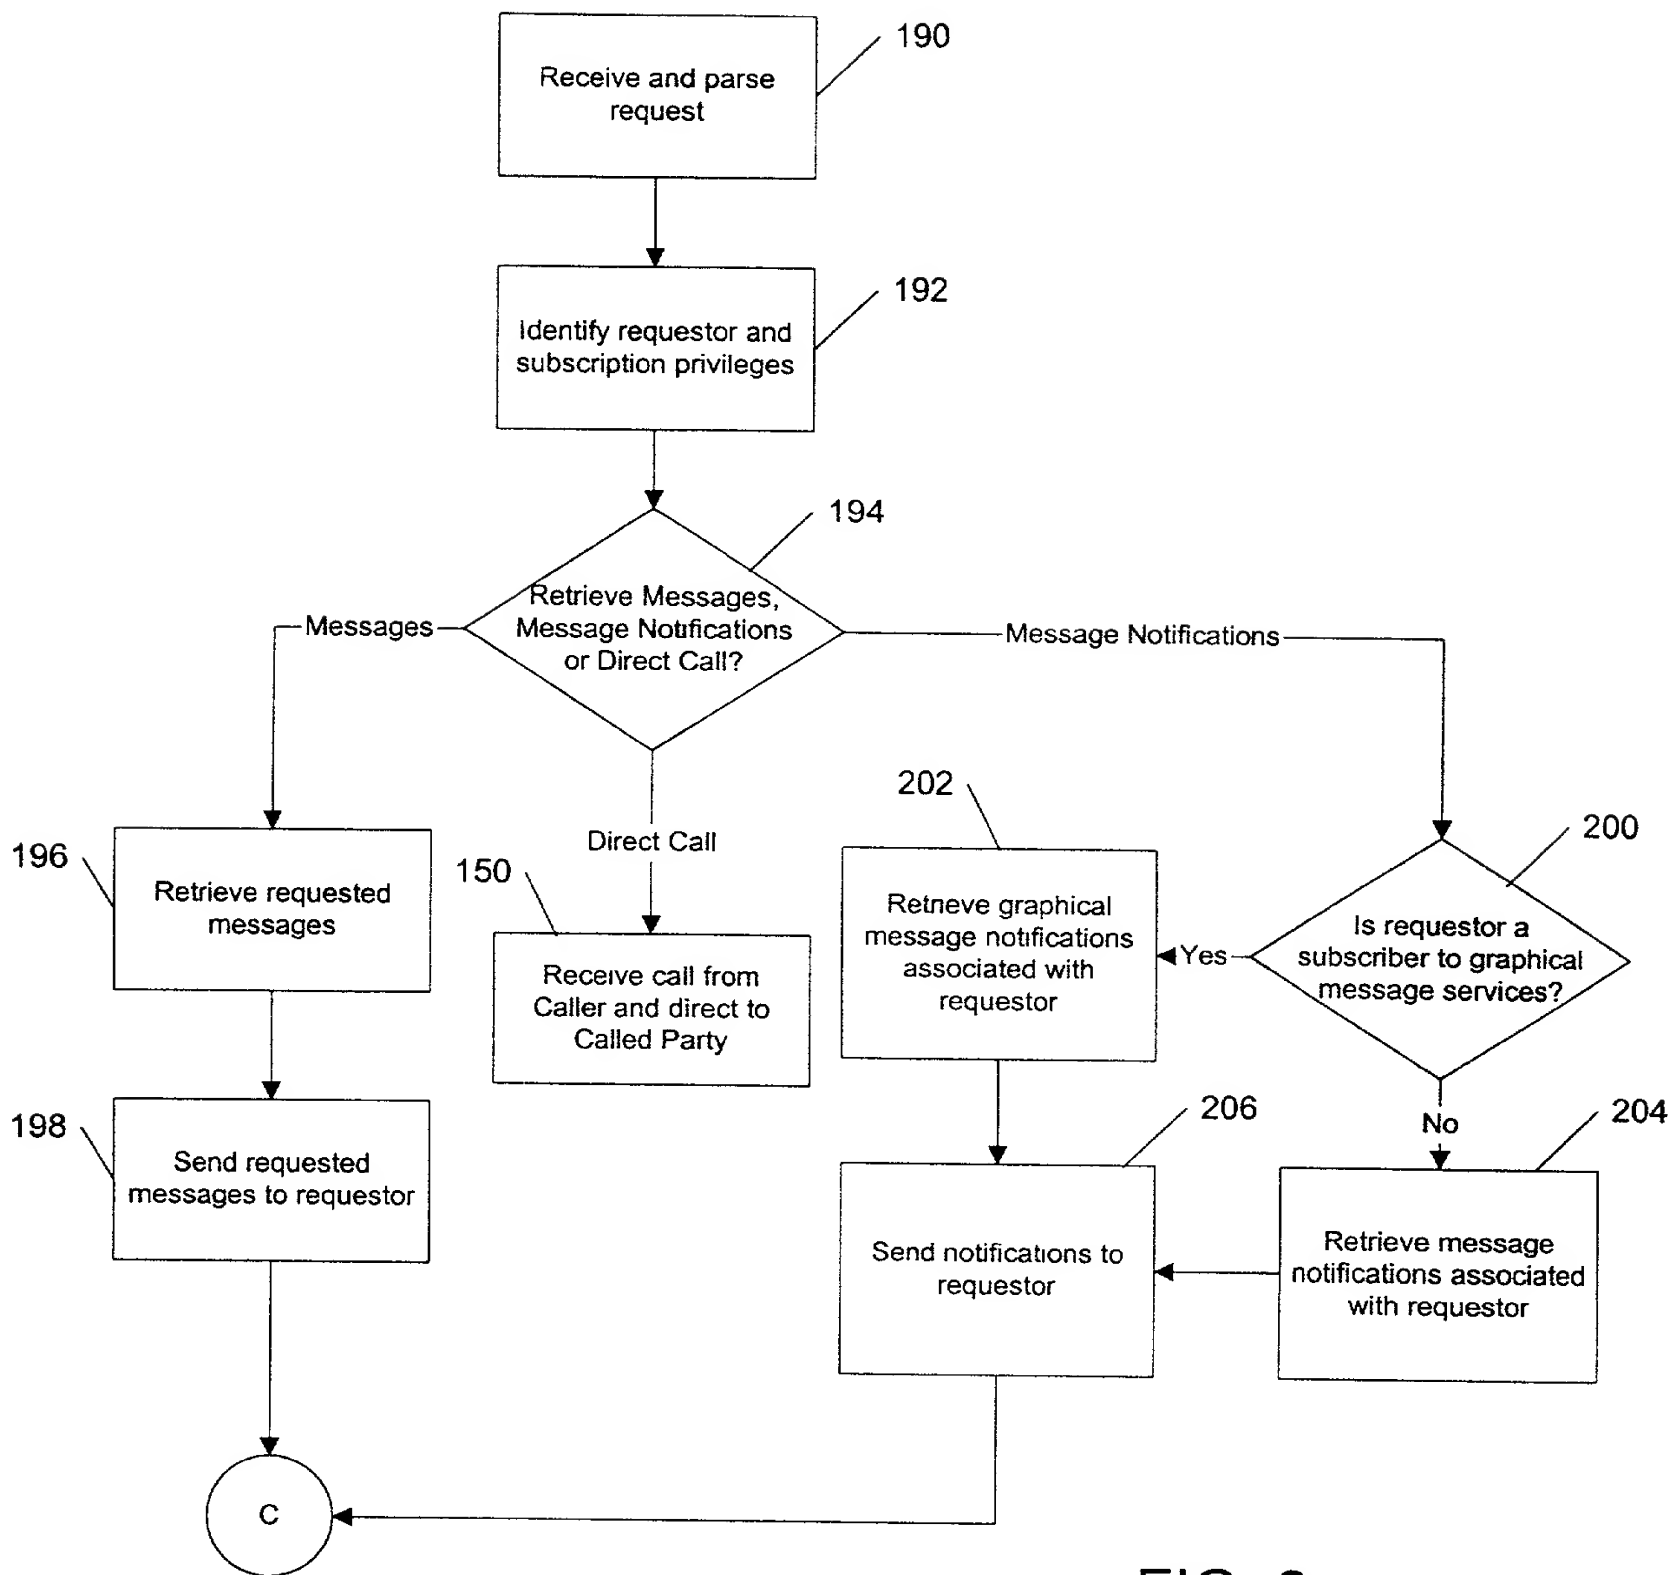 190
Receive and parse
request
192
Identify requestor and
subscription privileges
194
Retrieve Messages,
Message Notifications
or Direct Call?
Messages
Message Notifications
Direct Call
202
200
196
Retrieve requested
messages
150
Receive call from
Caller and direct to
Called Party
Retrieve graphical
message notifications
associated with
requestor
Yes
Is requestor a
subscriber to graphical
message services?
No
198
Send requested
messages to requestor
206
Send notifications to
requestor
204
Retrieve message
notifications associated
with requestor
C